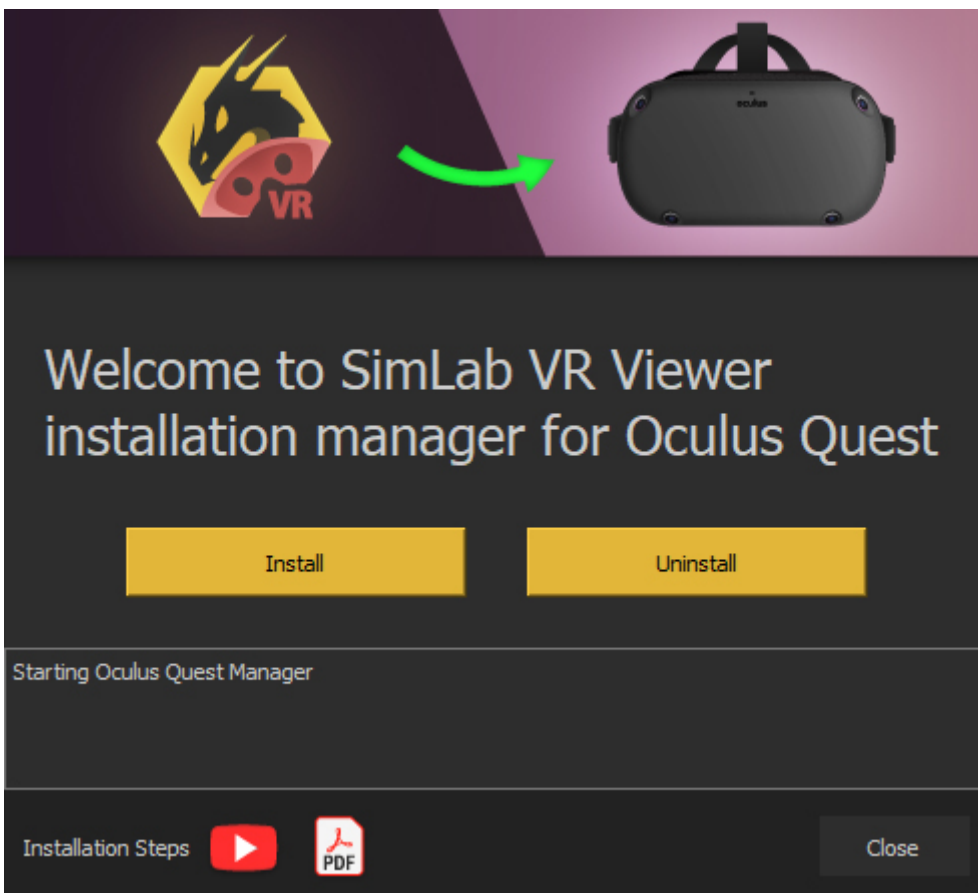 VR
oculus
Welcome to SimLab VR Viewer
installation manager for Oculus Quest
Install
Uninstall
Starting Oculus Quest Manager
Installation Steps
PDF
Close